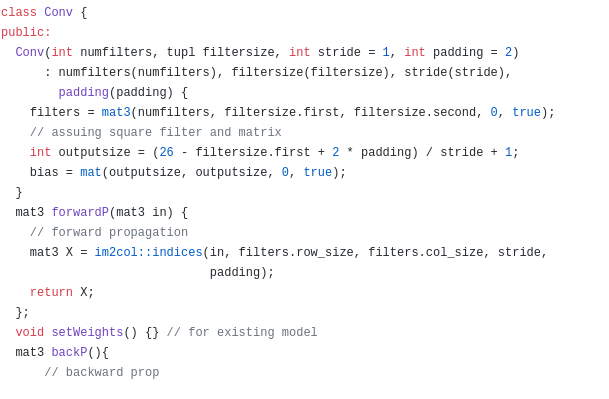 class Conv {
public:
  Conv(int numfilters, tupl filtersize, int stride = 1, int padding = 2)
      : numfilters(numfilters), filtersize(filtersize), stride(stride),
        padding(padding) {
    filters = mat3(numfilters, filtersize.first, filtersize.second, 0, true);
    // assuing square filter and matrix
    int outputsize = (26 - filtersize.first + 2 * padding) / stride + 1;
    bias = mat(outputsize, outputsize, 0, true);
  }
  mat3 forwardP(mat3 in) {
    // forward propagation
    mat3 X = im2col::indices(in, filters.row_size, filters.col_size, stride,
                             padding);
    return X;
  };
  void setWeights() {} // for existing model
  mat3 backP(){
      // backward prop